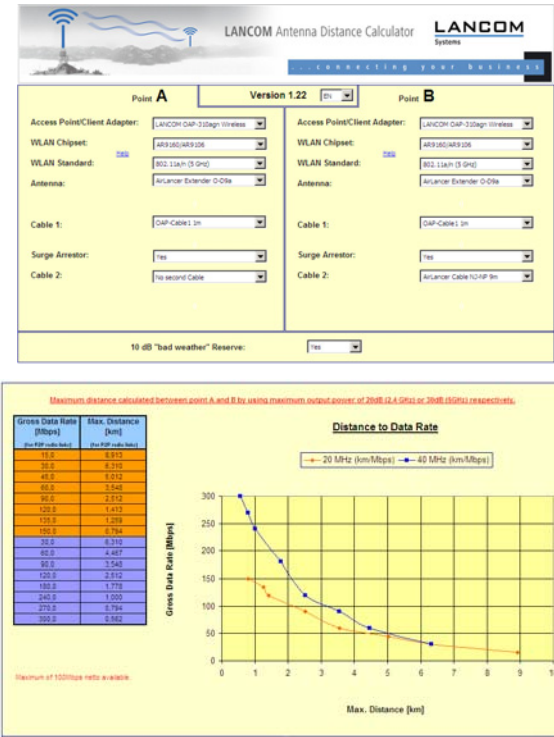 LANCOM Antenna Distance Calculator
LANCOM
Systems
... connecting your business
Point A
Version 1.22
EN
Point B
Access Point/Client Adapter:
LANCOM OAP-310agn Wireless
WLAN Chipset:
AR9160/AR9106
Help
WLAN Standard:
802.11a/n (5 GHz)
Antenna:
AirLancer Extender O-D9a
Cable 1:
OAP-Cable1 1m
Surge Arrestor:
Yes
Cable 2:
No second Cable
Access Point/Client Adapter:
LANCOM OAP-310agn Wireless
WLAN Chipset:
AR9160/AR9106
Help
WLAN Standard:
802.11a/n (5 GHz)
Antenna:
AirLancer Extender O-D9a
Cable 1:
OAP-Cable1 1m
Surge Arrestor:
Yes
Cable 2:
AirLancer Cable NJ-NP 9m
10 dB "bad weather" Reserve:
Yes
Maximum distance calculated between point A and B by using maximum output power of 20dB (2.4 GHz) or 30dB (5GHz) respectively.
Gross Data Rate [Mbps] Max. Distance [km]
(for P2P radio links) (for P2P radio links)
15,0 8,913
30,0 6,310
45,0 5,012
60,0 3,548
90,0 2,512
120,0 1,413
135,0 1,259
150,0 0,794
30,0 6,310
60,0 4,467
90,0 3,548
120,0 2,512
180,0 1,778
240,0 1,000
270,0 0,794
300,0 0,562
Maximum of 100Mbps netto available.
Distance to Data Rate
20 MHz (km/Mbps) 40 MHz (km/Mbps)
Gross Data Rate [Mbps]
300
250
200
150
100
50
0
0 1 2 3 4 5 6 7 8 9
Max. Distance [km]